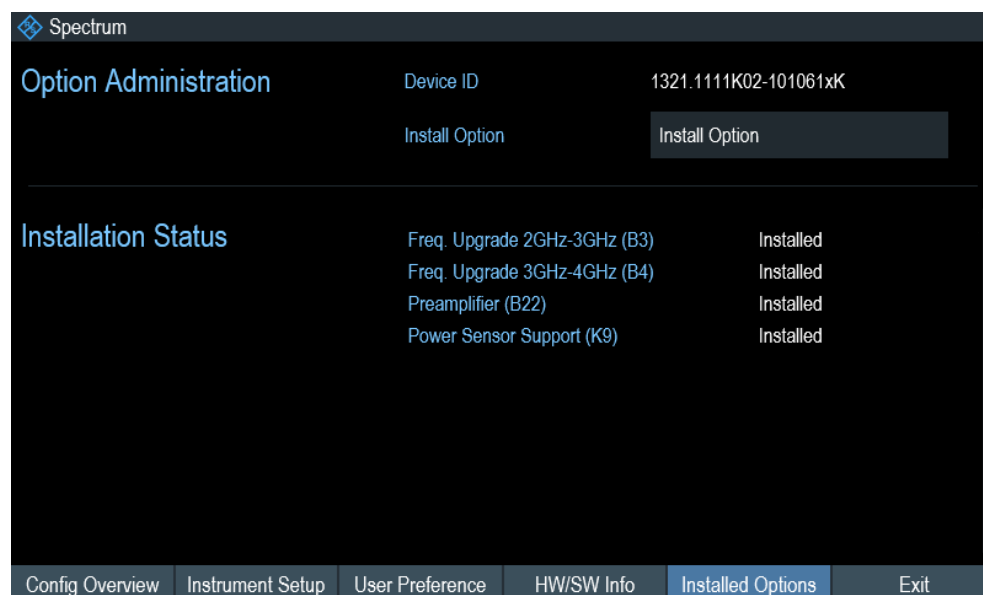 Spectrum
Option Administration
Device ID 1321.1111K02-101061xK
Install Option Install Option
Installation Status
Freq. Upgrade 2GHz-3GHz (B3) Installed
Freq. Upgrade 3GHz-4GHz (B4) Installed
Preamplifier (B22) Installed
Power Sensor Support (K9) Installed
Config Overview Instrument Setup User Preference HW/SW Info Installed Options Exit